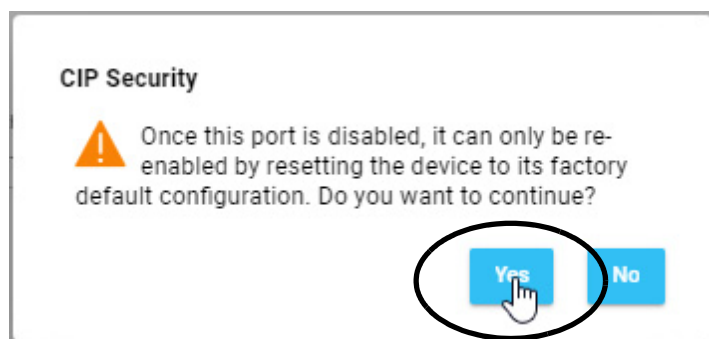 CIP Security
Once this port is disabled, it can only be re-
enabled by resetting the device to its factory
default configuration. Do you want to continue?
Yes No